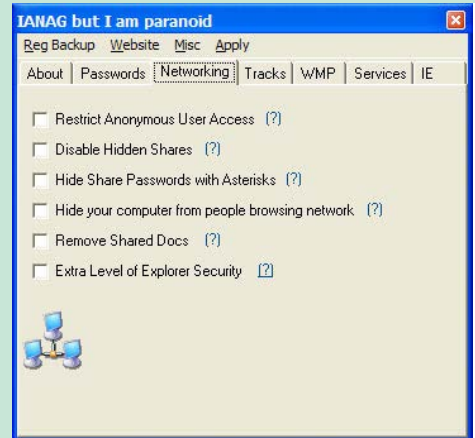 IANAG but I am paranoid
Reg Backup Website Misc Apply
About Passwords Networking Tracks WMP Services IE
Restrict Anonymous User Access (?)
Disable Hidden Shares (?)
Hide Share Passwords with Asterisks (?)
Hide your computer from people browsing network (?)
Remove Shared Docs (?)
Extra Level of Explorer Security (?)